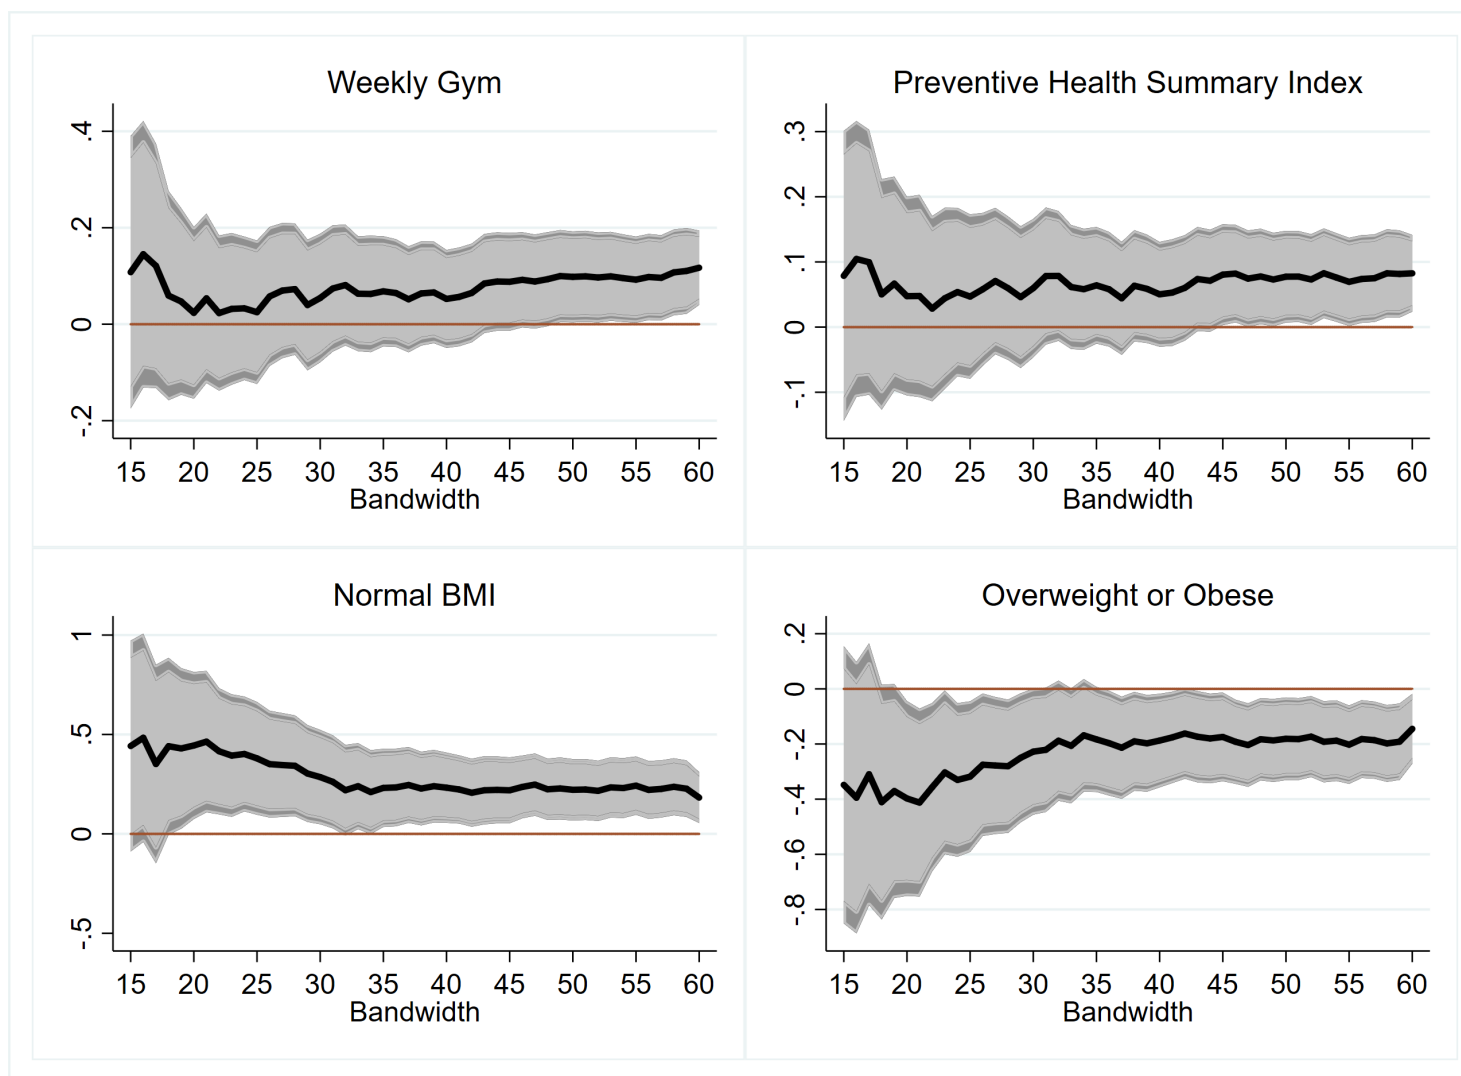 Weekly Gym
.4
.2
0
-.2
15 20 25 30 35 40 45 50 55 60
Bandwidth
Preventive Health Summary Index
.3
.2
.1
0
-.1
15 20 25 30 35 40 45 50 55 60
Bandwidth
Normal BMI
1
.5
0
-.5
15 20 25 30 35 40 45 50 55 60
Bandwidth
Overweight or Obese
.2
0
-.2
-.4
-.6
-.8
15 20 25 30 35 40 45 50 55 60
Bandwidth